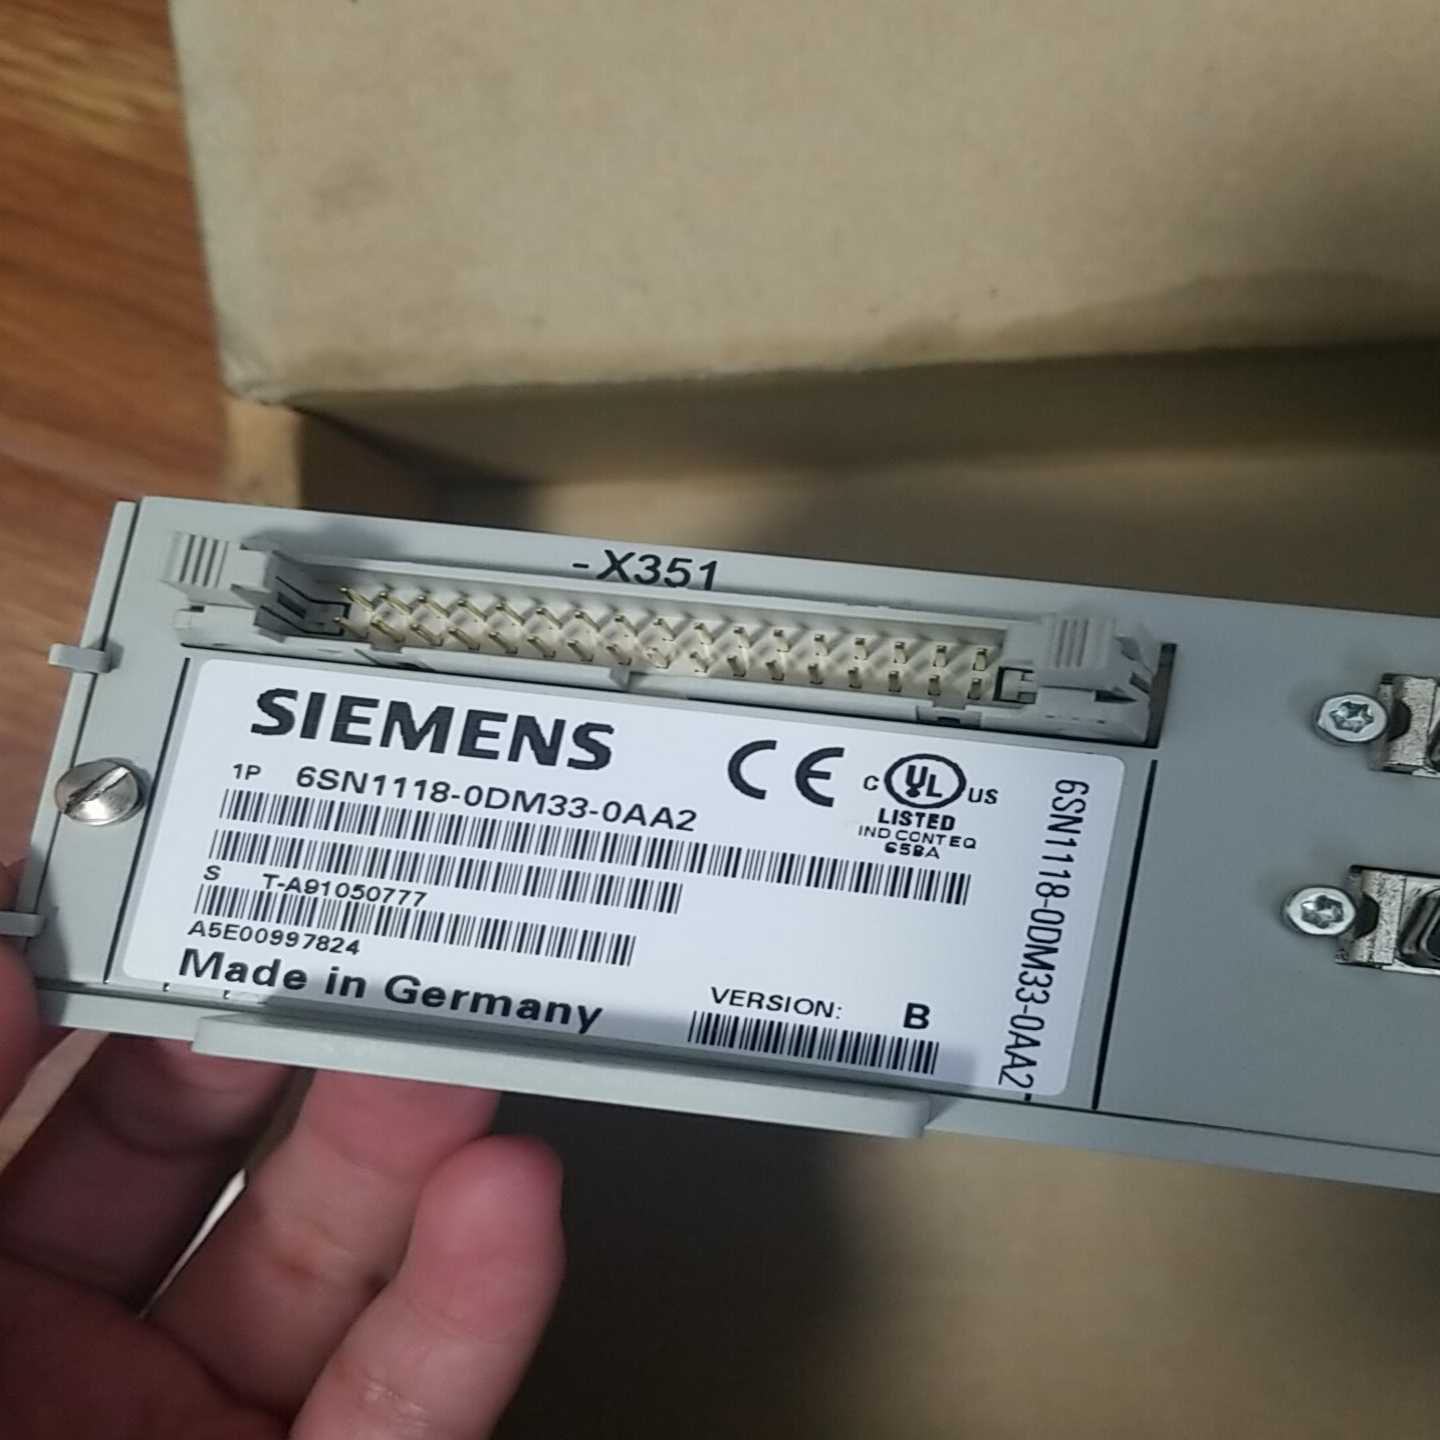 -X351
SIEMENS
1P 6SN1118-0DM33-0AA2
S T-A91050777
A5E00997824
Made in Germany
VERSION: B
CE
C UL US
LISTED
IND CONT EQ
65BA
6SN1118-0DM33-0AA2